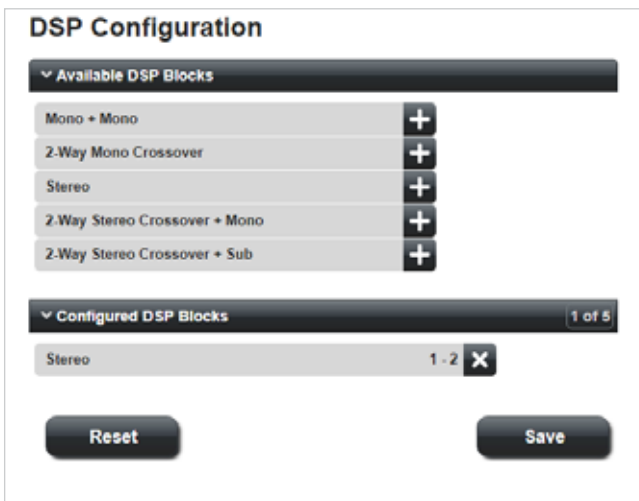 DSP Configuration
Available DSP Blocks
Mono + Mono
2-Way Mono Crossover
Stereo
2-Way Stereo Crossover + Mono
2-Way Stereo Crossover + Sub
Configured DSP Blocks 1 of 5
Stereo 1 - 2
Reset Save